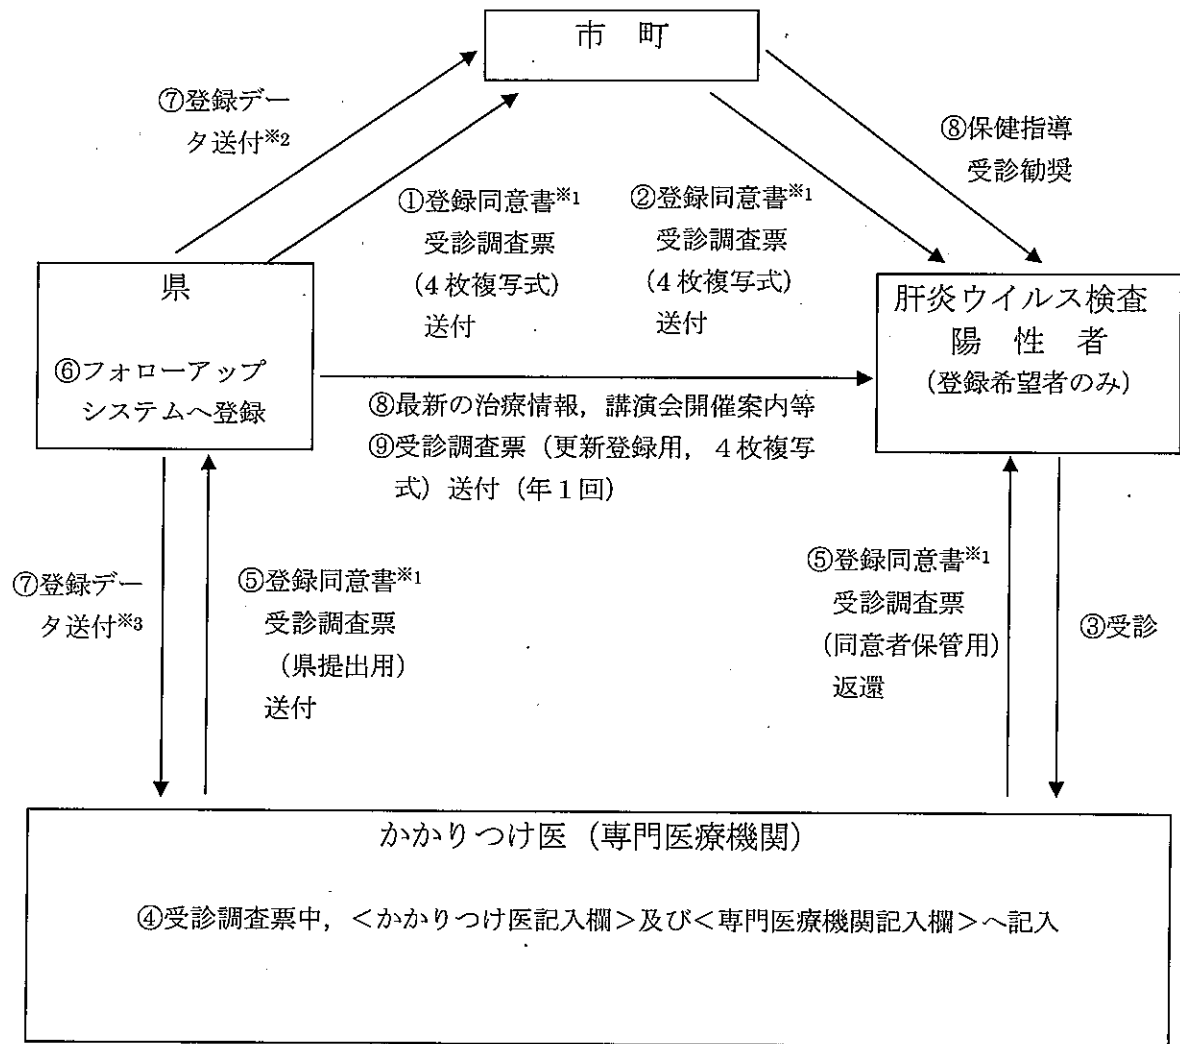 市　町
⑦登録デー
タ送付※2
⑧保健指導
受診勧奨
①登録同意書※1
受診調査票
(4枚複写式)
送付
②登録同意書※1
受診調査票
(4枚複写式)
送付
県
⑥フォローアップ
システムへ登録
肝炎ウイルス検査
陽　性　者
(登録希望者のみ)
⑧最新の治療情報，講演会開催案内等
⑨受診調査票（更新登録用，４枚複写
式）送付（年１回）
⑦登録デー
タ送付※3
⑤登録同意書※1
受診調査票
（県提出用）
送付
⑤登録同意書※1
受診調査票
(同意者保管用)
返還
③受診
かかりつけ医（専門医療機関）
④受診調査票中，＜かかりつけ医記入欄＞及び＜専門医療機関記入欄＞へ記入